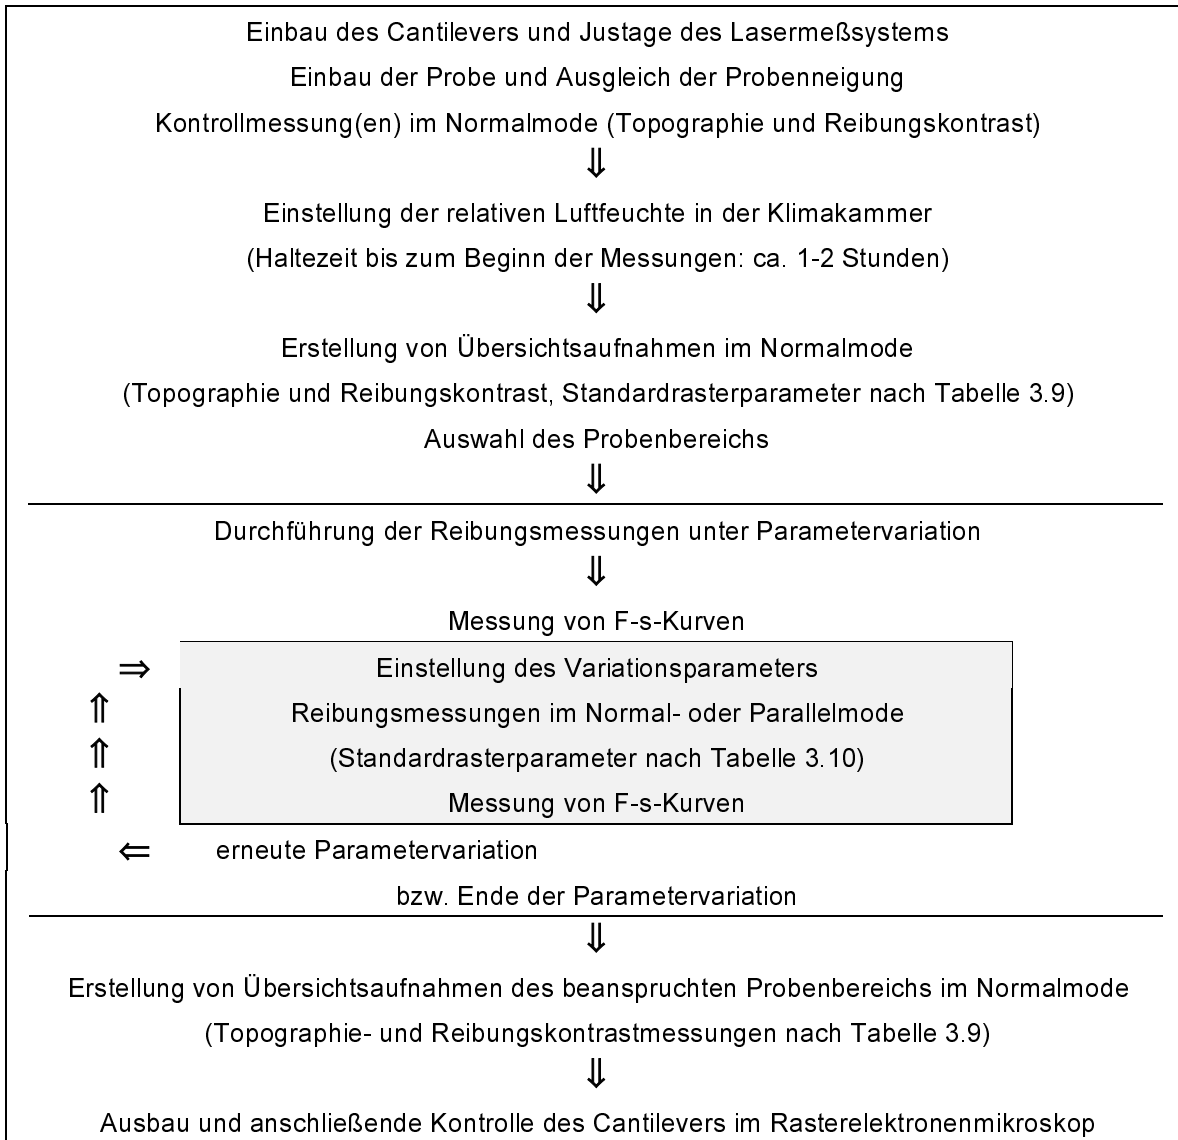 Einbau des Cantilevers und Justage des Lasermeßsystems
Einbau der Probe und Ausgleich der Probenneigung
Kontrollmessung(en) im Normalmode (Topographie und Reibungskontrast)
⇓
Einstellung der relativen Luftfeuchte in der Klimakammer
(Haltezeit bis zum Beginn der Messungen: ca. 1-2 Stunden)
⇓
Erstellung von Übersichtsaufnahmen im Normalmode
(Topographie und Reibungskontrast, Standardrasterparameter nach Tabelle 3.9)
Auswahl des Probenbereichs
⇓
Durchführung der Reibungsmessungen unter Parametervariation
⇓
Messung von F-s-Kurven
⇒ Einstellung des Variationsparameters
⇑ Reibungsmessungen im Normal- oder Parallelmode
⇑ (Standardrasterparameter nach Tabelle 3.10)
⇑ Messung von F-s-Kurven
⇐ erneute Parametervariation
bzw. Ende der Parametervariation
⇓
Erstellung von Übersichtsaufnahmen des beanspruchten Probenbereichs im Normalmode
(Topographie- und Reibungskontrastmessungen nach Tabelle 3.9)
⇓
Ausbau und anschließende Kontrolle des Cantilevers im Rasterelektronenmikroskop